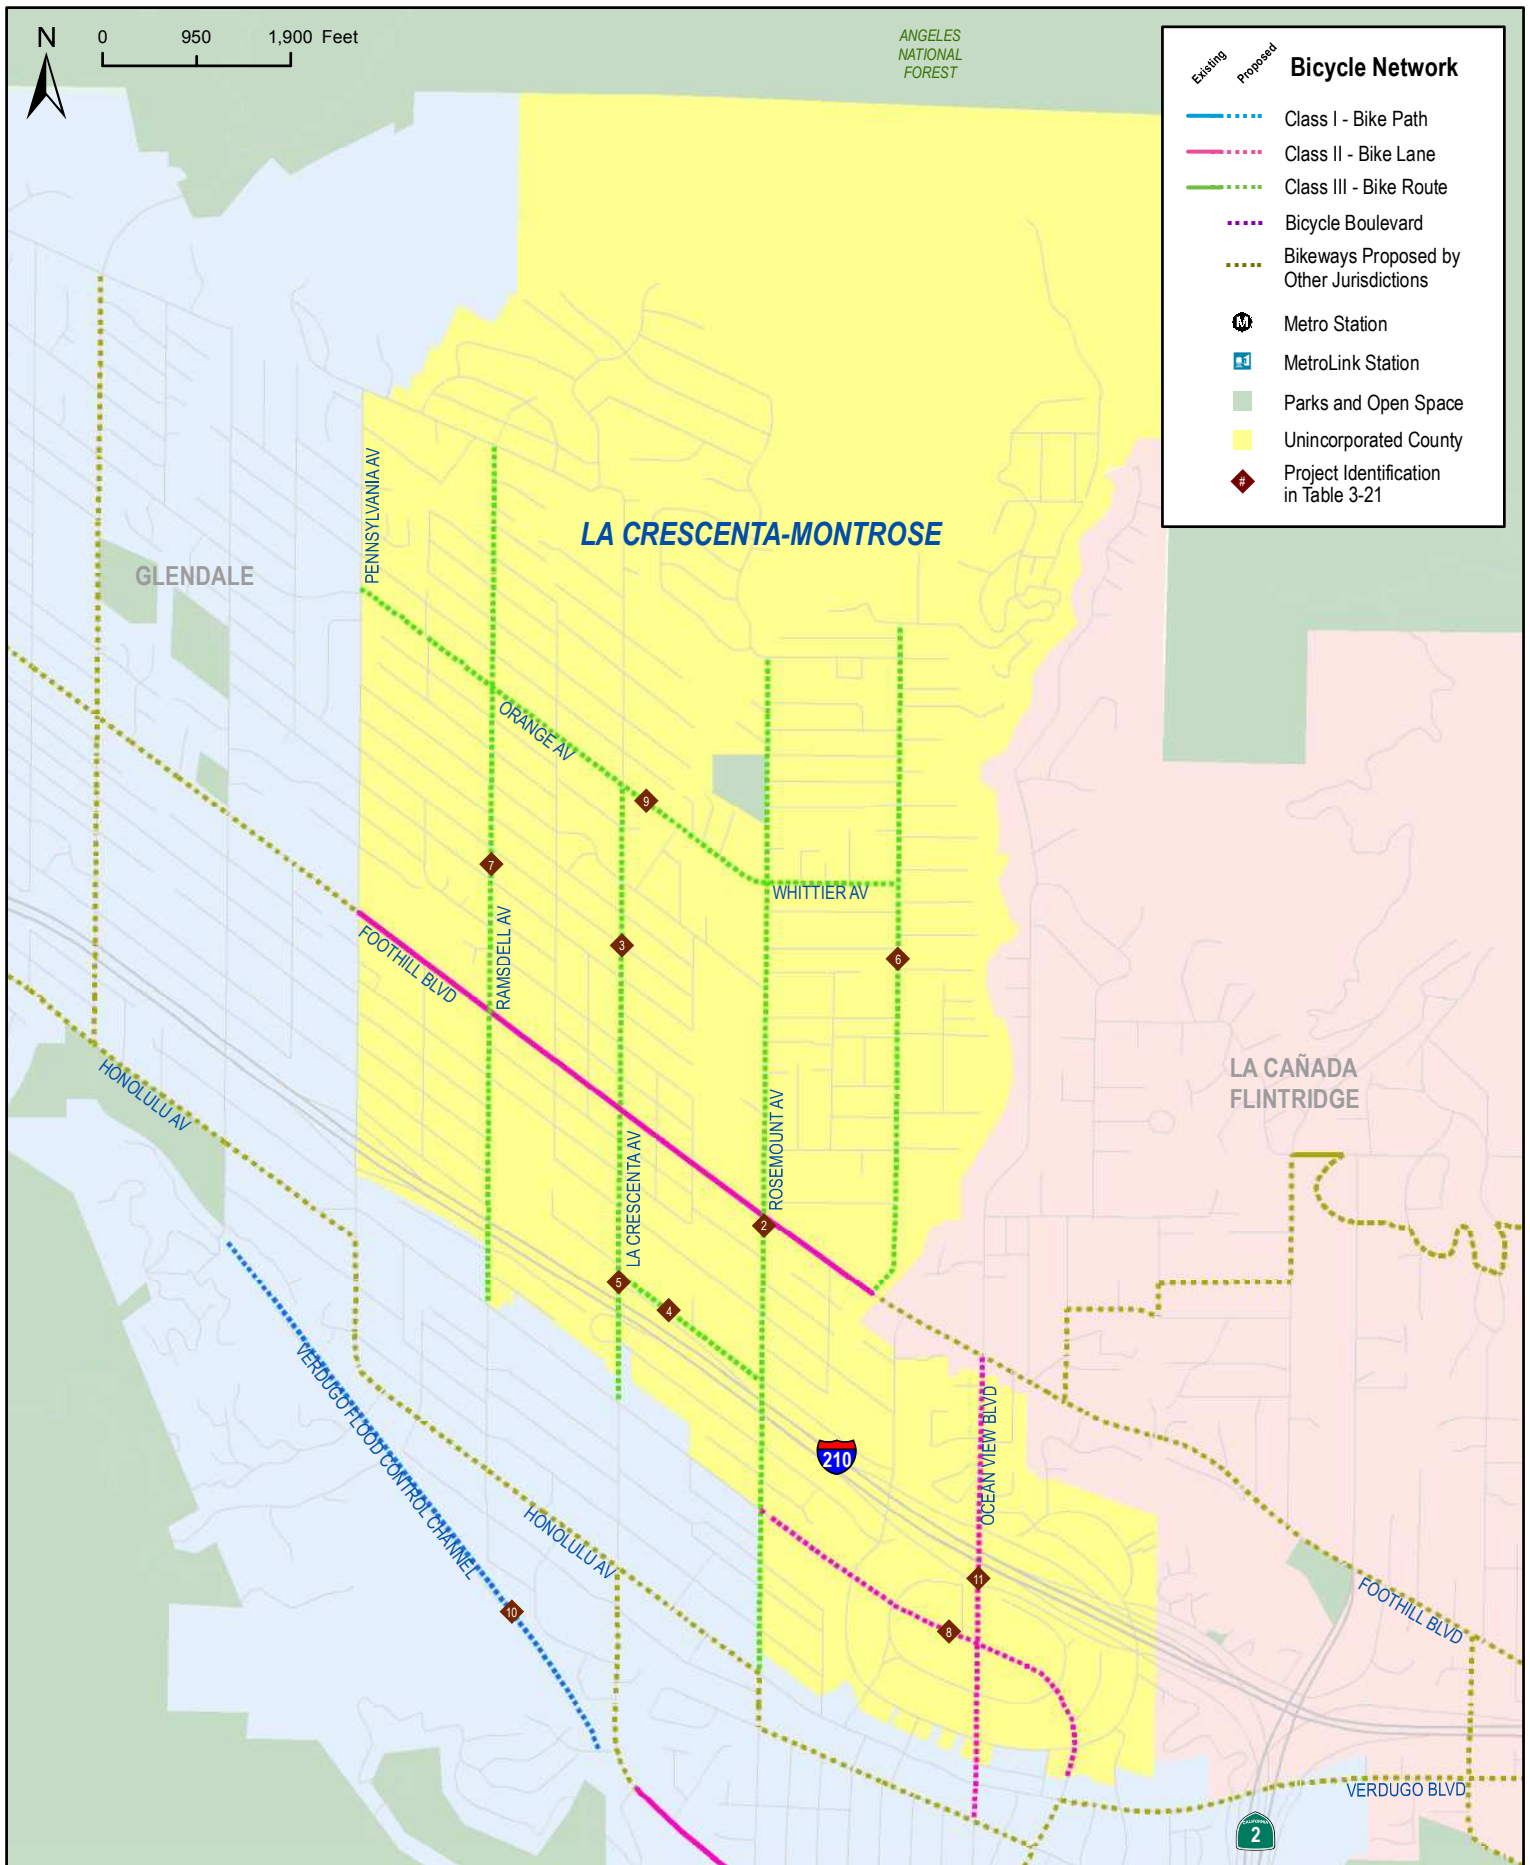 N
0 950 1,900 Feet
ANGELES
NATIONAL
FOREST
Existing
Proposed
Bicycle Network
Class I - Bike Path
Class II - Bike Lane
Class III - Bike Route
Bicycle Boulevard
Bikeways Proposed by
Other Jurisdictions
M
Metro Station
MetroLink Station
Parks and Open Space
Unincorporated County
#
Project Identification
in Table 3-21
PENNSYLVANIA AV
LA CRESCENTA-MONTROSE
GLENDALE
ORANGE AV
9
7
WHITTIER AV
RAMSDELL AV
FOOTHILL BLVD
3
6
HONOLULU AV
LA CAÑADA
FLINTRIDGE
ROSEMOUNT AV
LA CRESCENTA AV
2
5
4
VERDUGO FLOOD CONTROL CHANNEL
OCEAN VIEW BLVD
210
HONOLULU AV
11
10
8
FOOTHILL BLVD
VERDUGO BLVD
CALIFORNIA
2